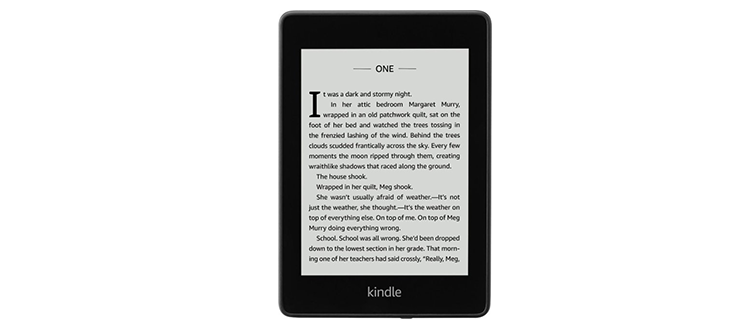 ONE
It was a dark and stormy night.
In her attic bedroom Margaret Murry,
wrapped in an old patchwork quilt, sat on the
foot of her bed and watched the trees tossing in
the frenzied lashing of the wind. Behind the trees
clouds scudded frantically across the sky. Every few
moments the moon ripped through them, creating
wraithlike shadows that raced along the ground.
The house shook.
Wrapped in her quilt, Meg shook.
She wasn't usually afraid of weather.—It's not
just the weather, she thought.—It's the weather on
top of everything else. On top of me. On top of Meg
Murry doing everything wrong.
School. School was all wrong. She'd been dropped
down to the lowest section in her grade. That morn-
ing one of her teachers had said crossly, “Really, Meg,
kindle